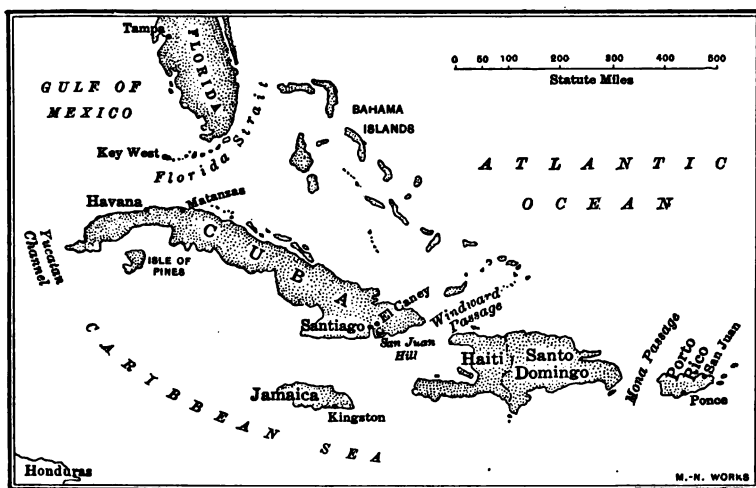 Tampa
FLORIDA
0 50 100 200 300 400 500
Statute Miles
GULF OF
MEXICO
BAHAMA
ISLANDS
Key West
Florida Strait
ATLANTIC
OCEAN
Havana
Matanzas
CUBA
Yucatan
Channel
ISLE OF
PINES
El Caney
Santiago
San Juan
Hill
Windward
Passage
Haiti
Santo
Domingo
Mona Passage
Porto
Rico
San Juan
Ponce
Jamaica
Kingston
CARIBBEAN SEA
Honduras
M.-N. WORKS